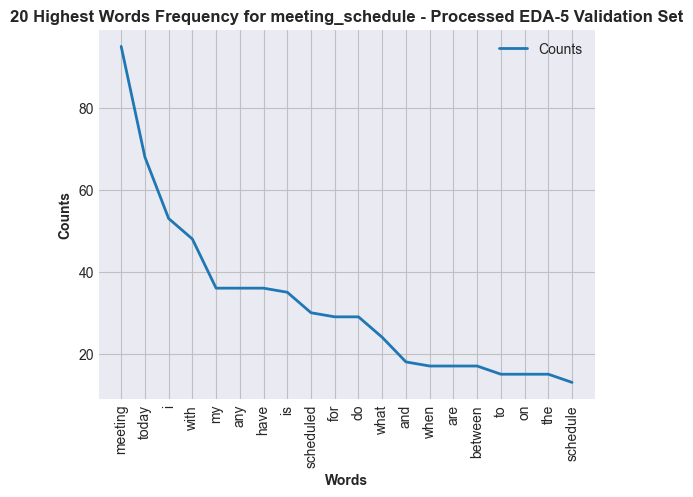 20 Highest Words Frequency for meeting_schedule - Processed EDA-5 Validation Set
Counts
80
60
40
20
Counts
meeting
today
i
with
my
any
have
is
scheduled
for
do
what
and
when
are
between
to
on
the
schedule
Words